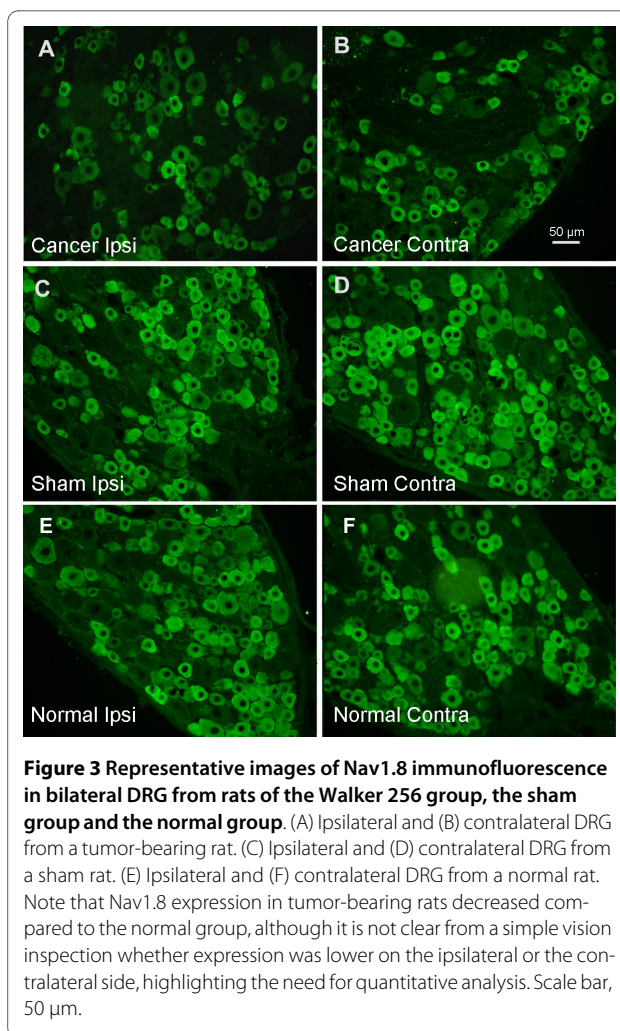 A
B
Cancer Ipsi
Cancer Contra
50 µm
C
D
Sham Ipsi
Sham Contra
E
F
Normal Ipsi
Normal Contra
Figure 3 Representative images of Nav1.8 immunofluorescence
in bilateral DRG from rats of the Walker 256 group, the sham
group and the normal group. (A) Ipsilateral and (B) contralateral DRG
from a tumor-bearing rat. (C) Ipsilateral and (D) contralateral DRG from
a sham rat. (E) Ipsilateral and (F) contralateral DRG from a normal rat.
Note that Nav1.8 expression in tumor-bearing rats decreased com-
pared to the normal group, although it is not clear from a simple vision
inspection whether expression was lower on the ipsilateral or the con-
tralateral side, highlighting the need for quantitative analysis. Scale bar,
50 µm.